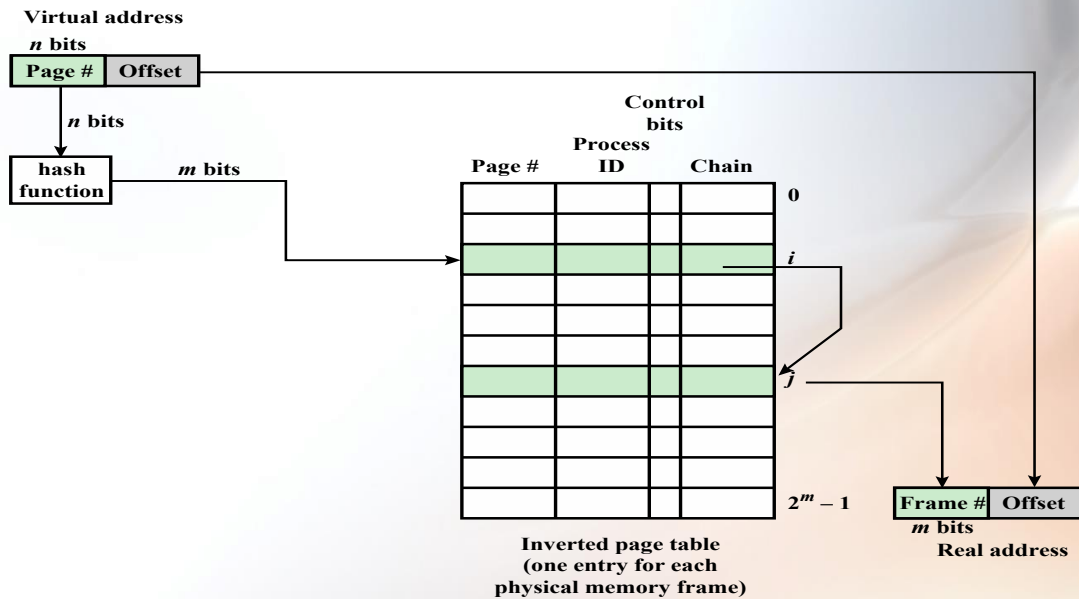 Virtual address
n bits
Page # Offset
n bits
hash
function
m bits
Control
bits
Process
Page # ID Chain
0
i
j
2^m – 1
Frame # Offset
m bits
Real address
Inverted page table
(one entry for each
physical memory frame)